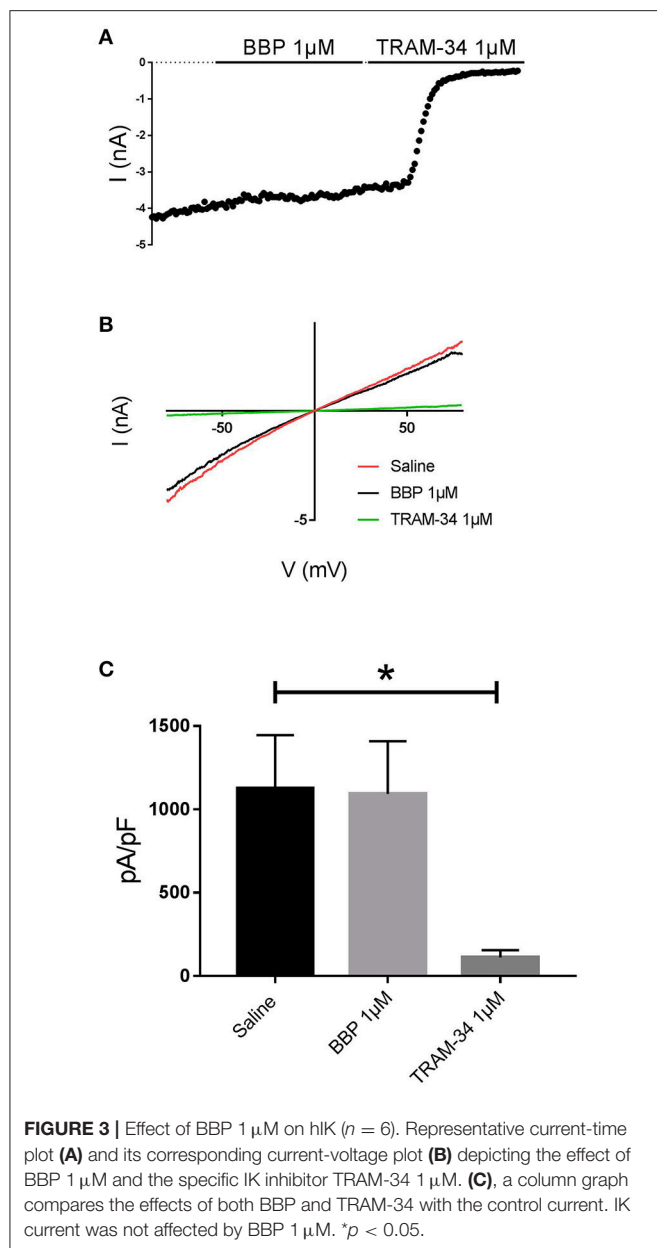 A
BBP 1µM TRAM-34 1µM
0
-1
-2
-3
-4
-5
I (nA)
B
I (nA)
-50 50
-5
Saline
BBP 1µM
TRAM-34 1µM
V (mV)
C
*
1500
1000
500
0
pA/pF
Saline
BBP 1µM
TRAM-34 1µM
FIGURE 3 | Effect of BBP 1 µM on hIK (n = 6). Representative current-time
plot (A) and its corresponding current-voltage plot (B) depicting the effect of
BBP 1 µM and the specific IK inhibitor TRAM-34 1 µM. (C), a column graph
compares the effects of both BBP and TRAM-34 with the control current. IK
current was not affected by BBP 1 µM. *p < 0.05.